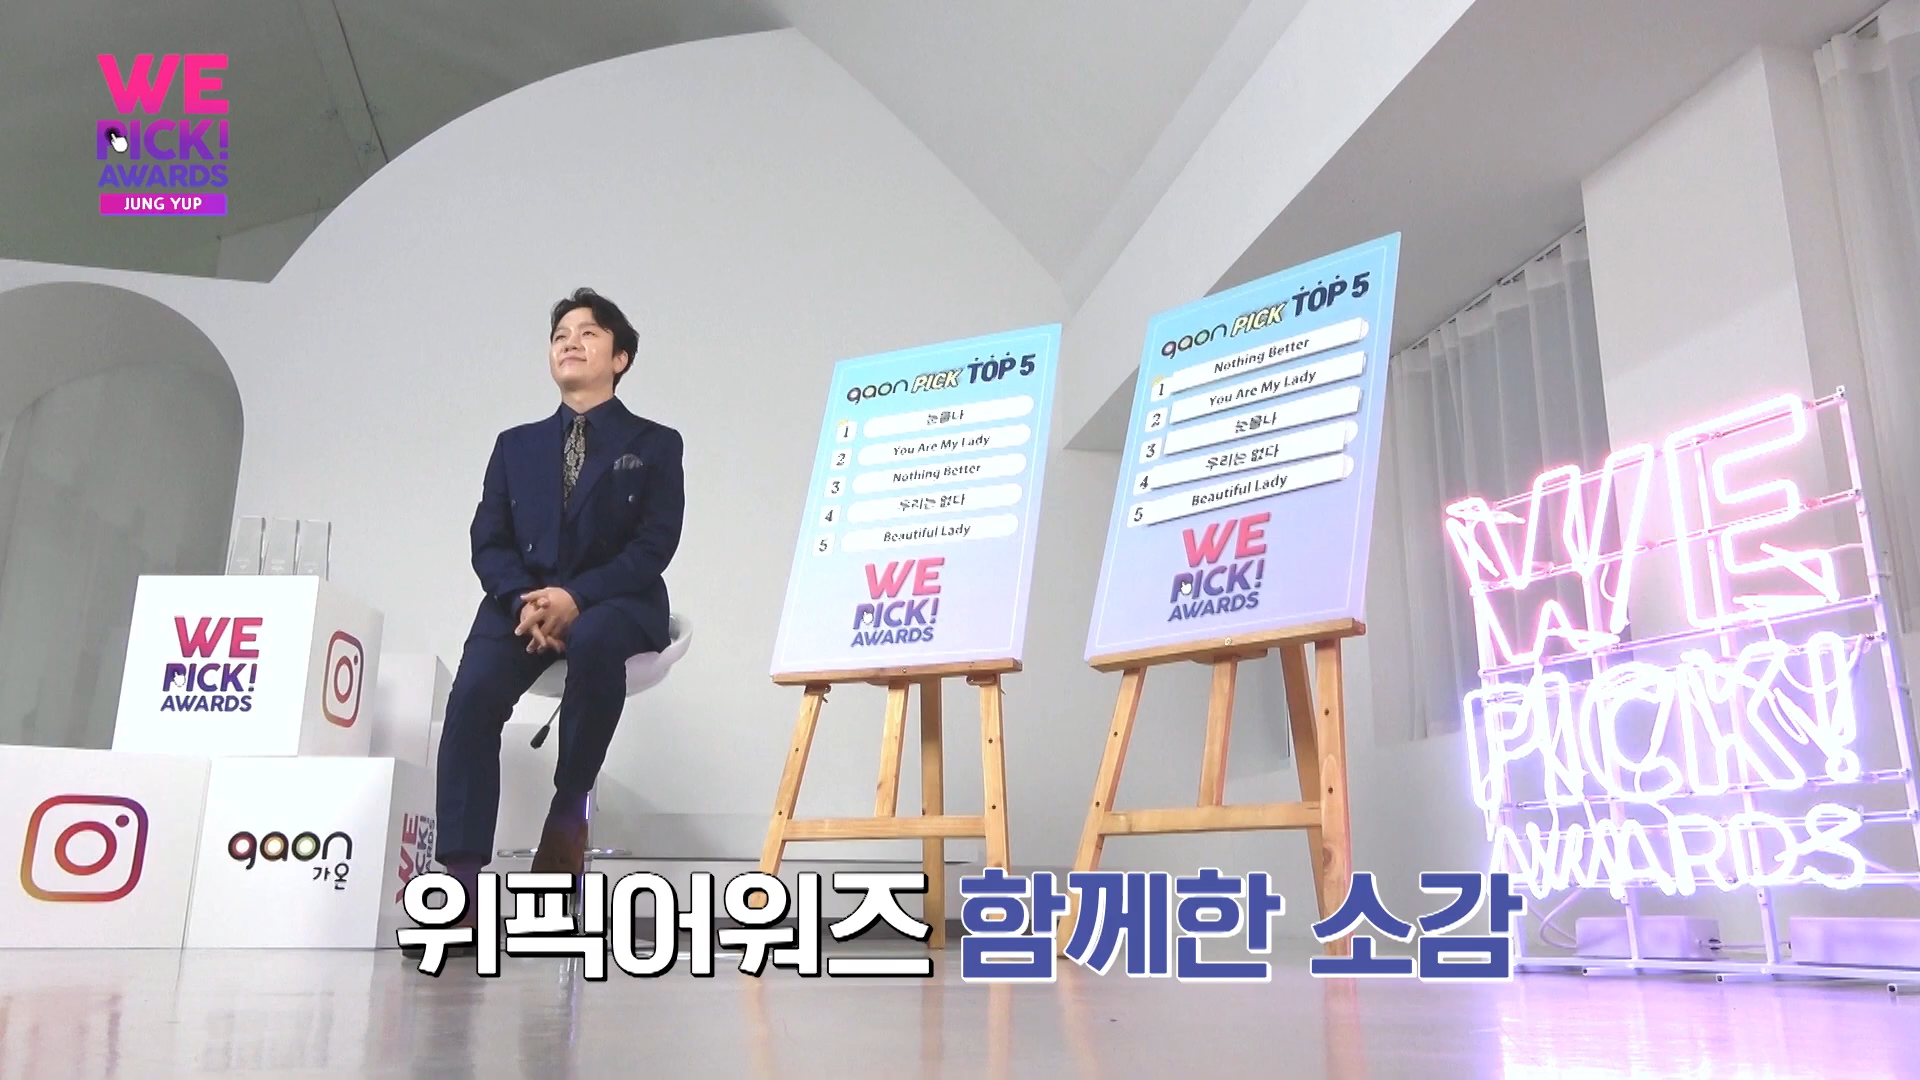 WE
PICK!
AWARDS
JUNG YUP
gaon PICK TOP 5
1 눈물나
2 You Are My Lady
3 Nothing Better
4 우리는 없다
5 Beautiful Lady
WE
PICK!
AWARDS
gaon PICK TOP 5
1 Nothing Better
2 You Are My Lady
3 눈물나
4 우리는 없다
5 Beautiful Lady
WE
PICK!
AWARDS
WE
PICK!
AWARDS
WE
PICK!
AWARDS
gaon
가온
WE
PICK!
AWARDS
위픽어워즈 함께한 소감